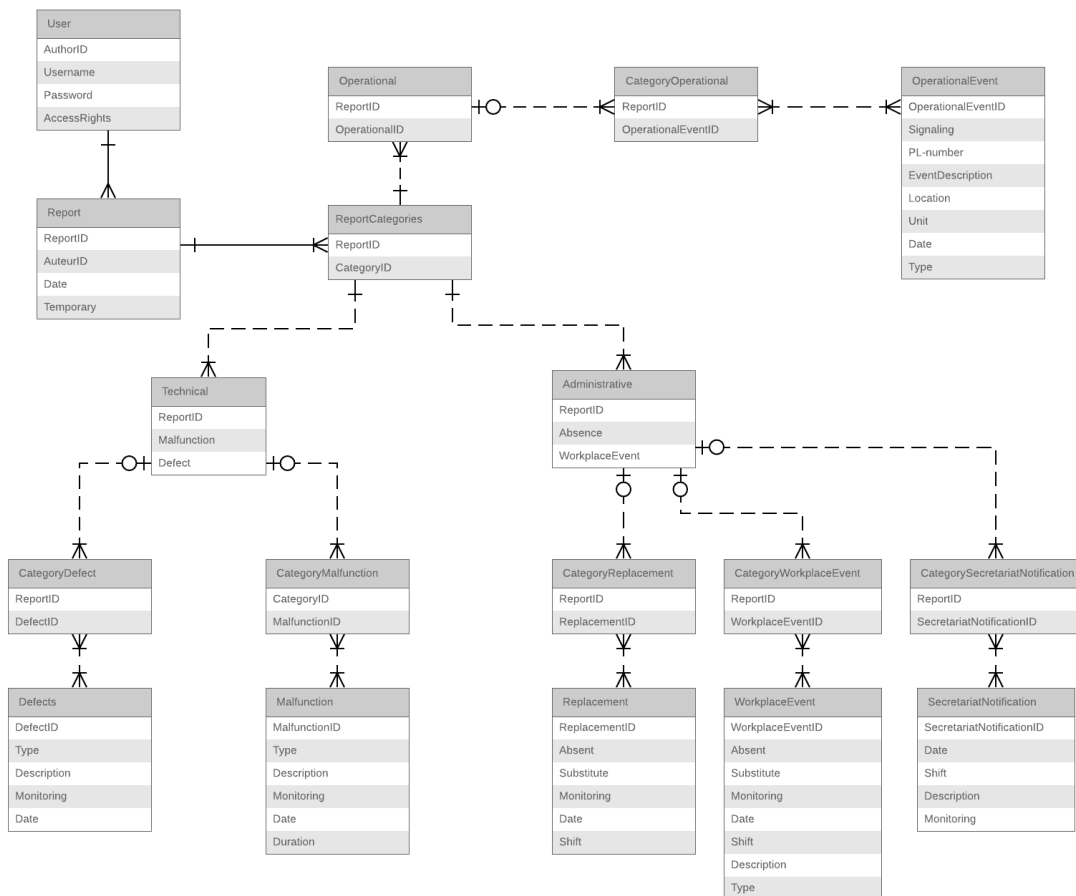 User
AuthorID
Username
Password
AccessRights
Operational
ReportID
OperationalID
CategoryOperational
ReportID
OperationalEventID
OperationalEvent
OperationalEventID
Signaling
PL-number
EventDescription
Location
Unit
Date
Type
Report
ReportID
AuteurID
Date
Temporary
ReportCategories
ReportID
CategoryID
Technical
ReportID
Malfunction
Defect
Administrative
ReportID
Absence
WorkplaceEvent
CategoryDefect
ReportID
DefectID
CategoryMalfunction
CategoryID
MalfunctionID
CategoryReplacement
ReportID
ReplacementID
CategoryWorkplaceEvent
ReportID
WorkplaceEventID
CategorySecretariatNotification
ReportID
SecretariatNotificationID
Defects
DefectID
Type
Description
Monitoring
Date
Malfunction
MalfunctionID
Type
Description
Monitoring
Date
Duration
Replacement
ReplacementID
Absent
Substitute
Monitoring
Date
Shift
WorkplaceEvent
WorkplaceEventID
Absent
Substitute
Monitoring
Date
Shift
Description
Type
SecretariatNotification
SecretariatNotificationID
Date
Shift
Description
Monitoring